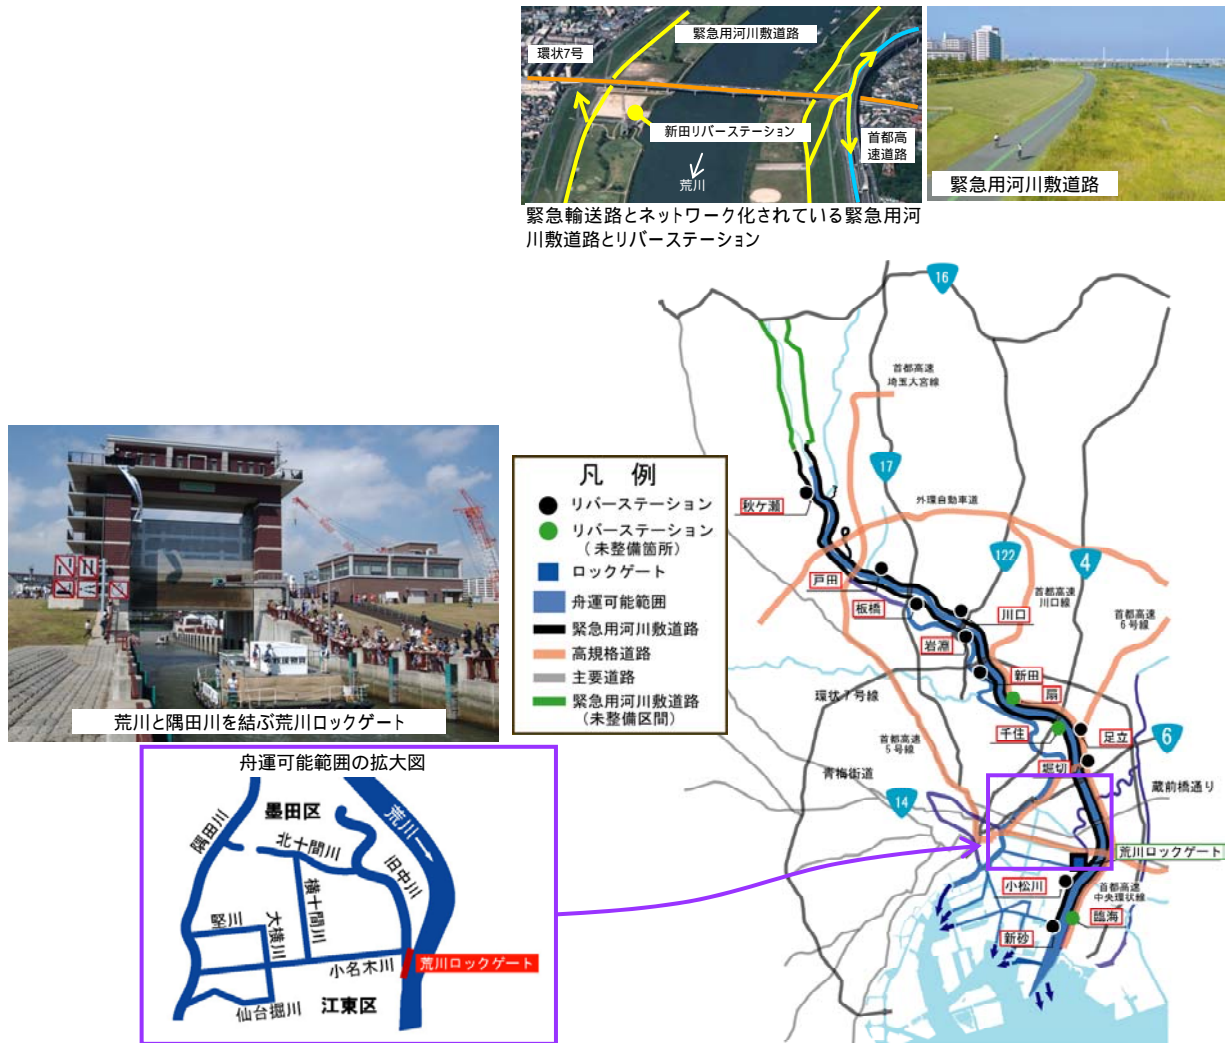 緊急用河川敷道路
環状7号
新田リバーステーション
首都高
速道路
荒川
緊急用河川敷道路
緊急輸送路とネットワーク化されている緊急用河
川敷道路とリバーステーション
16
首都高速
埼玉大宮線
17
秋ケ瀬
外環自動車道
122
4
戸田
首都高速
川口線
板橋
川口
首都高速
6号線
岩淵
新田
扇
環状7号線
千住
足立
6
首都高速
5号線
堀切
青梅街道
蔵前橋通り
14
荒川ロックゲート
小松川
首都高速
中央環状線
臨海
新砂
凡 例
リバーステーション
リバーステーション
(未整備箇所)
ロックゲート
舟運可能範囲
緊急用河川敷道路
高規格道路
主要道路
緊急用河川敷道路
(未整備区間)
荒川と隅田川を結ぶ荒川ロックゲート
舟運可能範囲の拡大図
墨田区
荒川
隅田川
北十間川
旧中川
横十間川
大横川
竪川
小名木川
荒川ロックゲート
仙台掘川
江東区